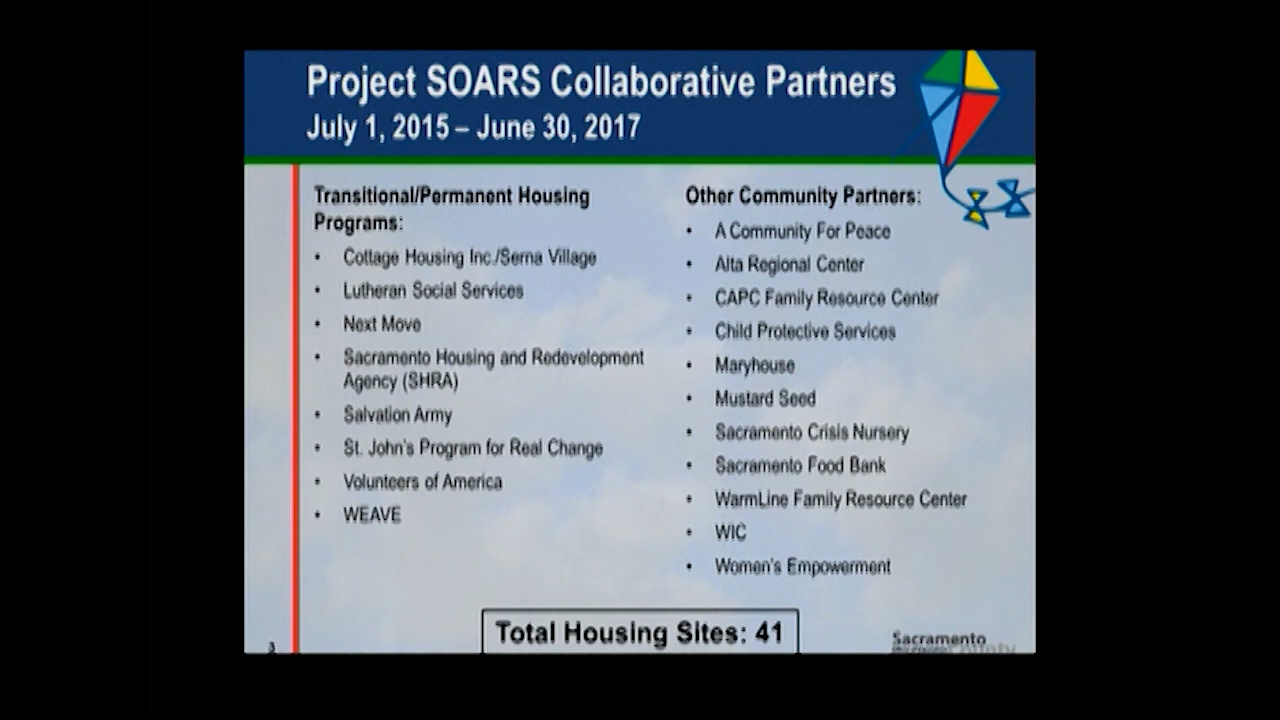 Project SOARS Collaborative Partners
July 1, 2015 – June 30, 2017
Transitional/Permanent Housing
Programs:
• Cottage Housing Inc./Serna Village
• Lutheran Social Services
• Next Move
• Sacramento Housing and Redevelopment
Agency (SHRA)
• Salvation Army
• St. John's Program for Real Change
• Volunteers of America
• WEAVE
Other Community Partners:
• A Community For Peace
• Alta Regional Center
• CAPC Family Resource Center
• Child Protective Services
• Maryhouse
• Mustard Seed
• Sacramento Crisis Nursery
• Sacramento Food Bank
• WarmLine Family Resource Center
• WIC
• Women's Empowerment
Total Housing Sites: 41
3
Sacramento